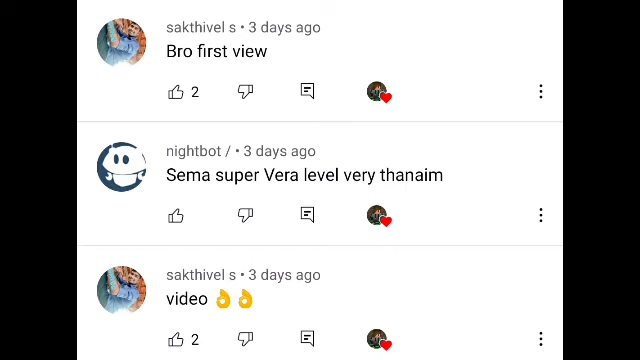 sakthivel s • 3 days ago
Bro first view
2
nightbot / • 3 days ago
Sema super Vera level very thanaim
sakthivel s • 3 days ago
video 👌👌
2